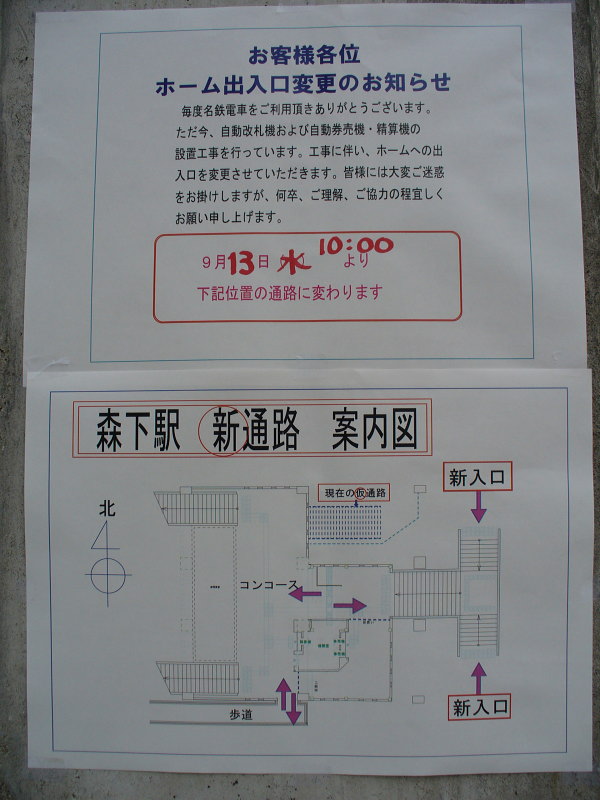 お客様各位
ホーム出入口変更のお知らせ
毎度名鉄電車をご利用頂きありがとうございます。
ただ今、自動改札機および自動券売機・精算機の
設置工事を行っています。工事に伴い、ホームへの出
入口を変更させていただきます。皆様には大変ご迷惑
をお掛けしますが、何卒、ご理解、ご協力の程宜しく
お願い申し上げます。
9月13日 水 10:00 より
下記位置の通路に変わります
森下駅 新通路 案内図
現在の仮通路
新入口
北
コンコース
新入口
歩道